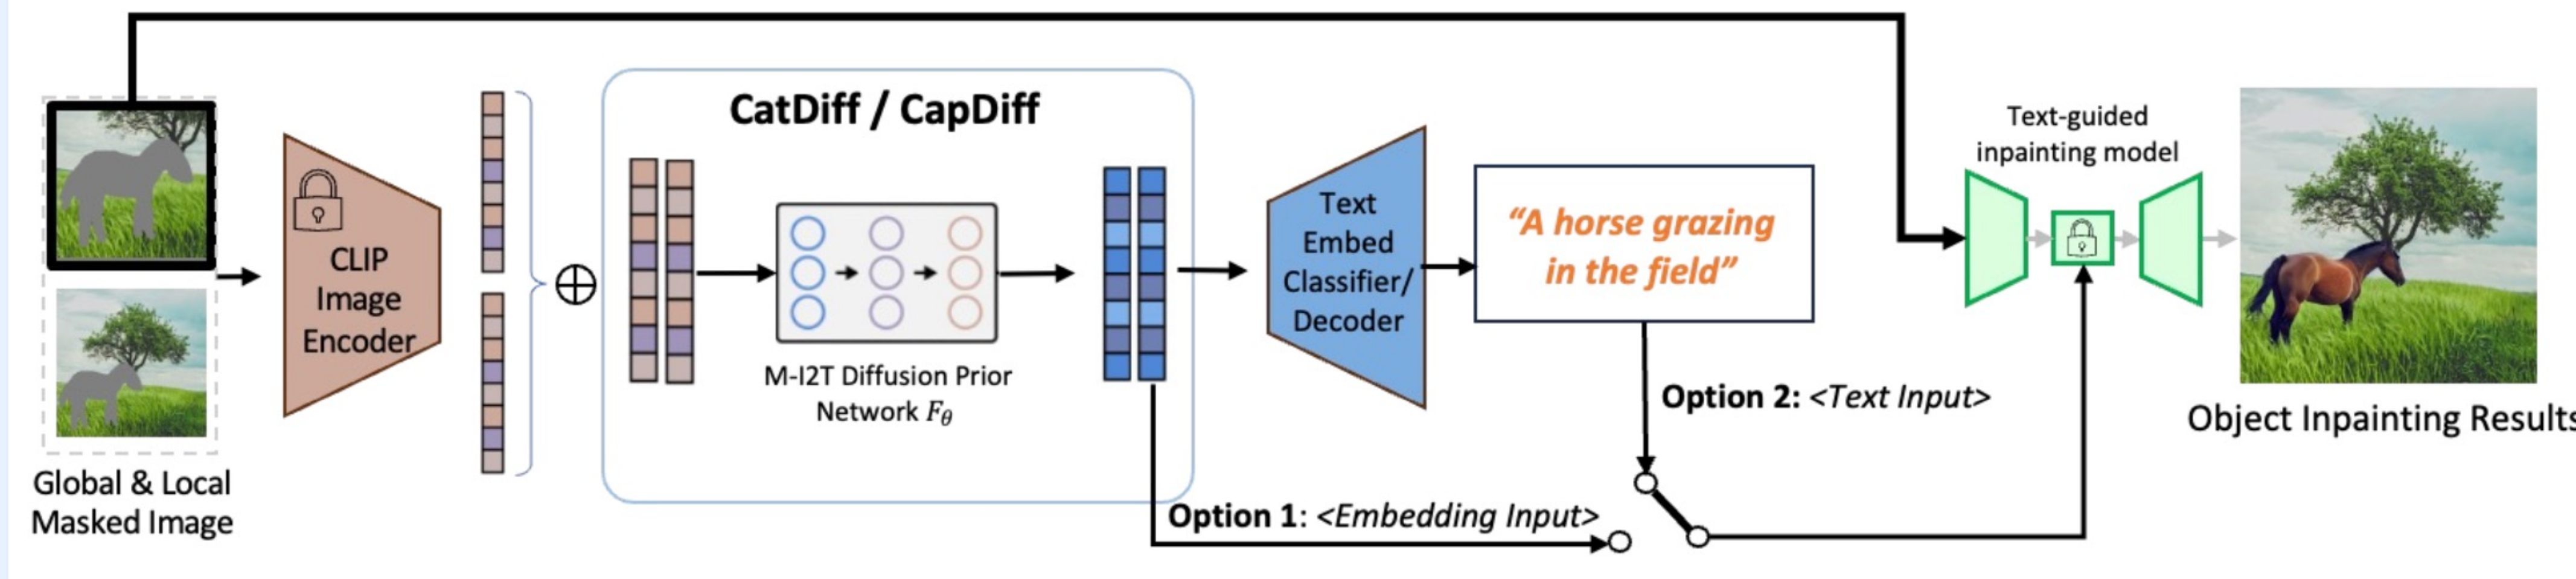 Global & Local
Masked Image
CLIP
Image
Encoder
CatDiff / CapDiff
M-I2T Diffusion Prior
Network Fθ
Text
Embed
Classifier/
Decoder
“A horse grazing
in the field”
Option 1: <Embedding Input>
Option 2: <Text Input>
Text-guided
inpainting model
Object Inpainting Results